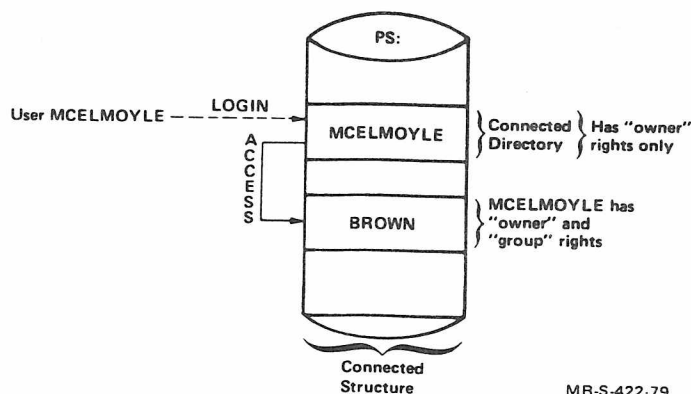 PS:
User MCELMOYLE
LOGIN
MCELMOYLE
Connected
Directory
Has "owner"
rights only
ACCESS
BROWN
MCELMOYLE has
"owner" and
"group" rights
Connected
Structure
MR-S-422-79